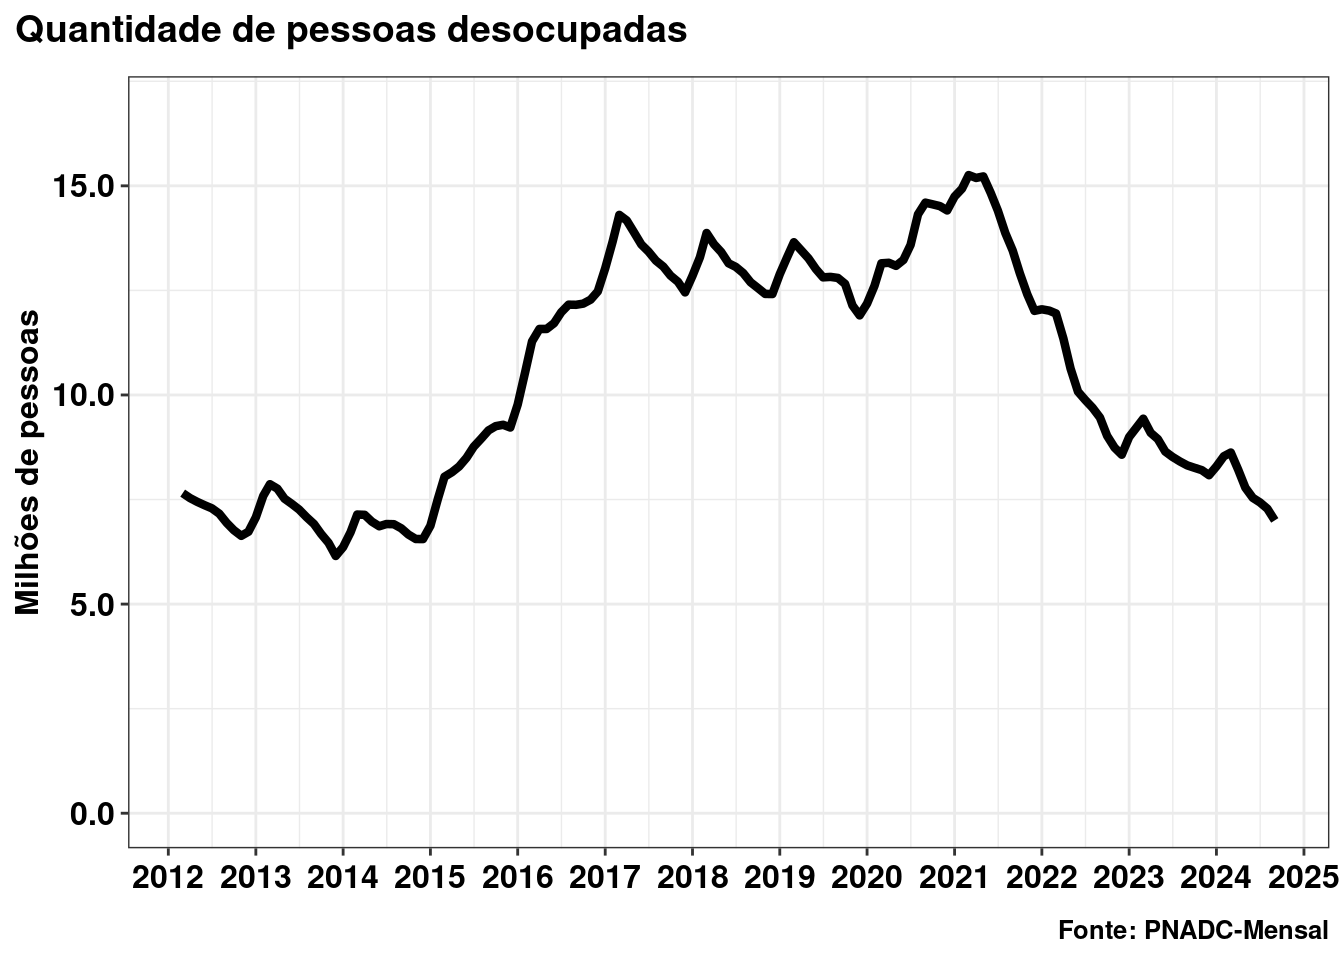 Quantidade de pessoas desocupadas
Milhões de pessoas
15.0
10.0
5.0
0.0
2012 2013 2014 2015 2016 2017 2018 2019 2020 2021 2022 2023 2024 2025
Fonte: PNADC-Mensal